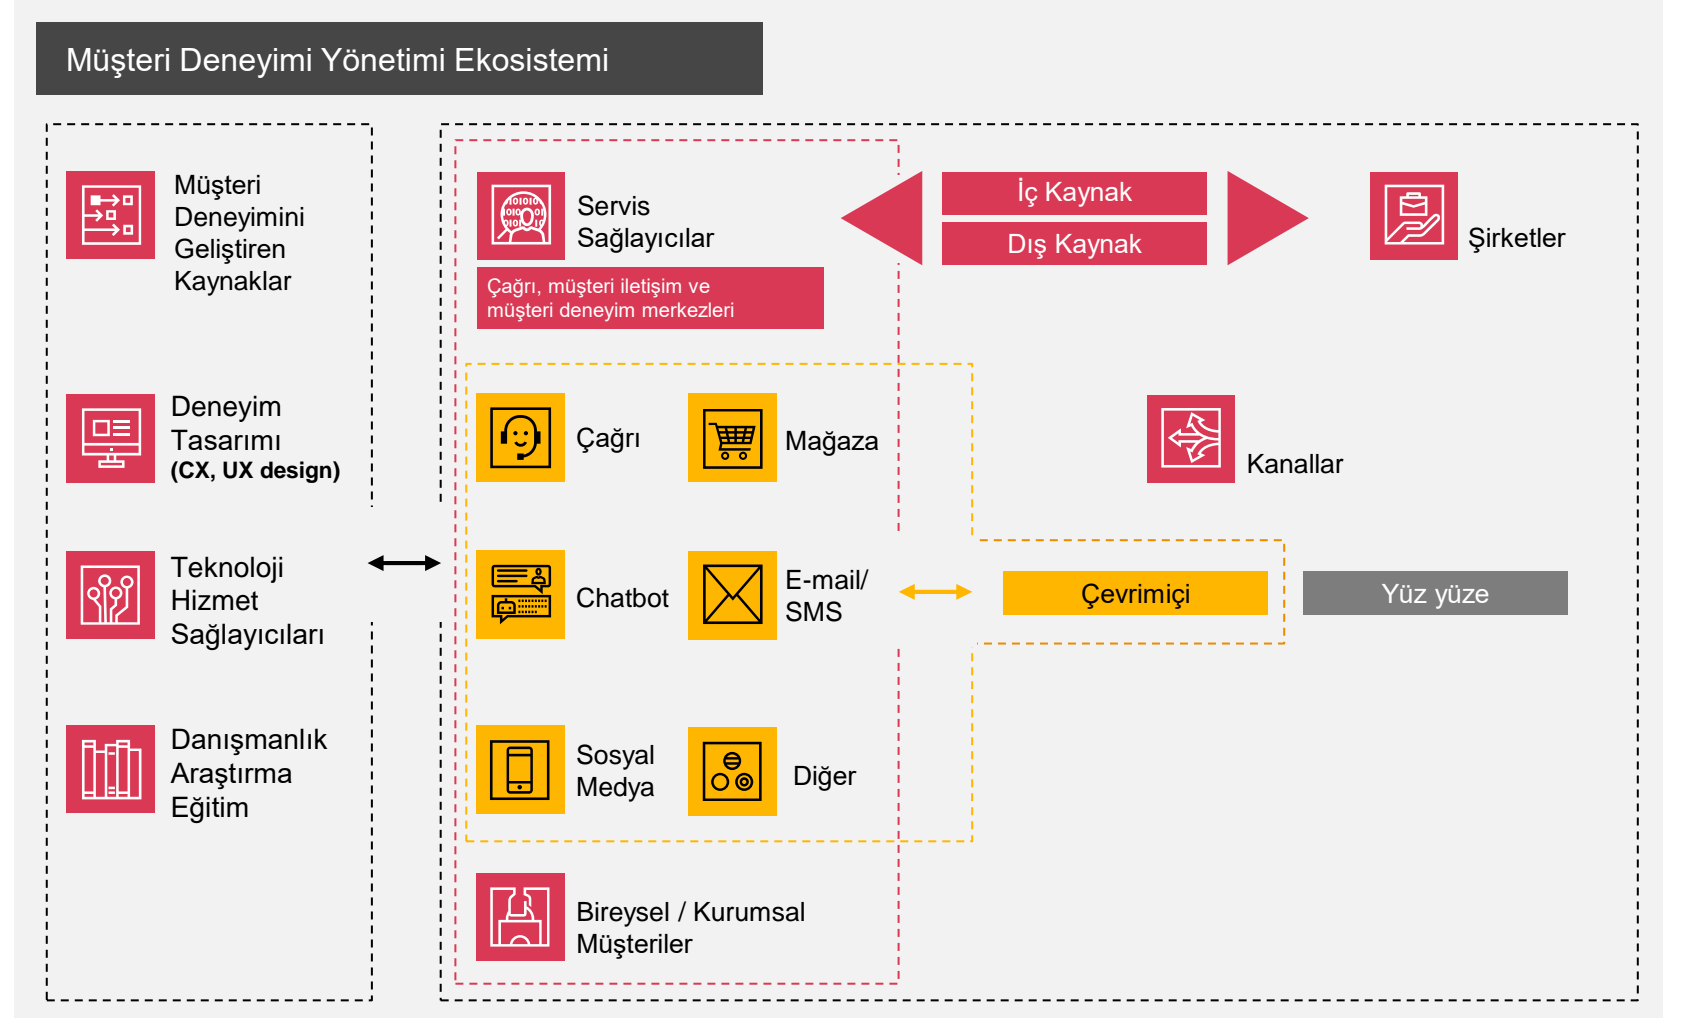 Müşteri Deneyimi Yönetimi Ekosistemi
Müşteri
Deneyimini
Geliştiren
Kaynaklar
Deneyim
Tasarımı
(CX, UX design)
Teknoloji
Hizmet
Sağlayıcıları
Danışmanlık
Araştırma
Eğitim
Servis
Sağlayıcılar
Çağrı, müşteri iletişim ve
müşteri deneyim merkezleri
İç Kaynak
Dış Kaynak
Şirketler
Çağrı
Mağaza
Kanallar
Chatbot
E-mail/
SMS
Çevrimiçi
Yüz yüze
Sosyal
Medya
Diğer
Bireysel / Kurumsal
Müşteriler